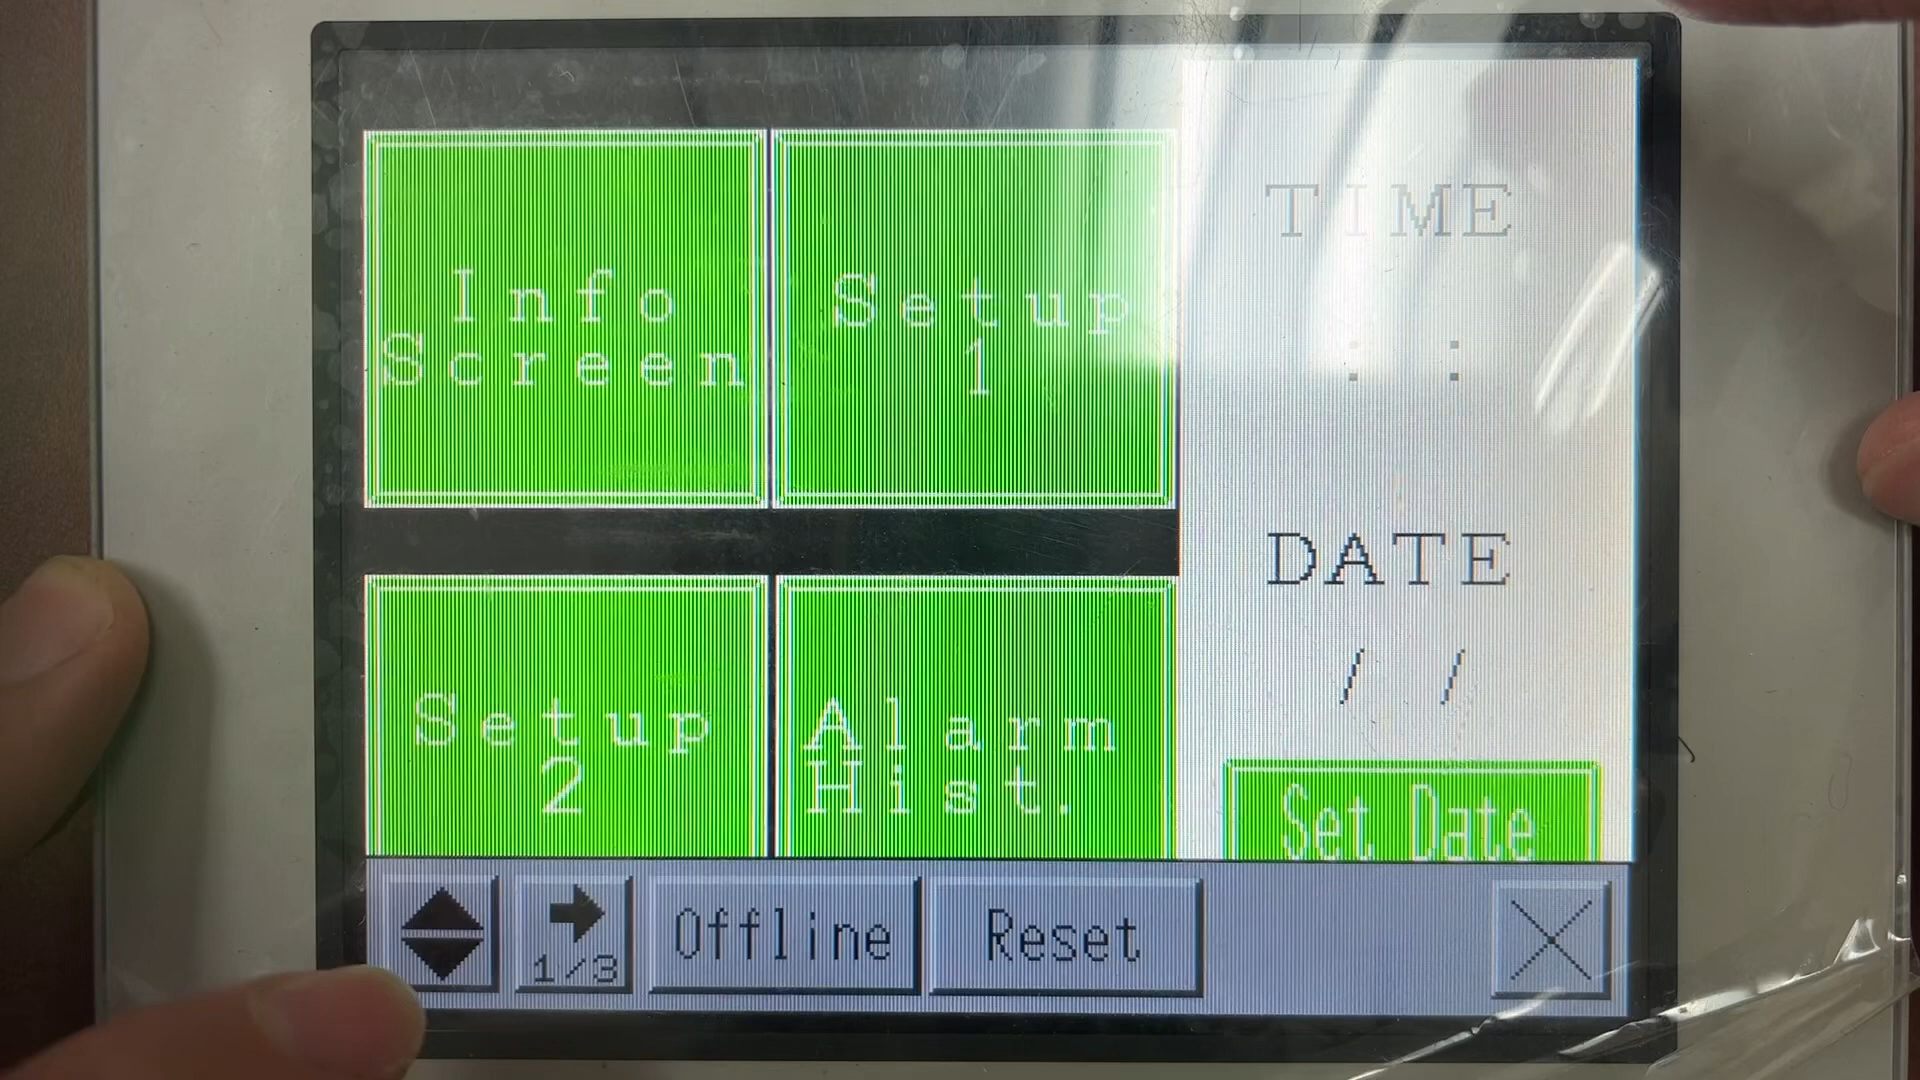 Info
Screen
Setup
1
TIME
: :
DATE
/ /
Setup
2
Alarm
Hist.
Set Date
1/3
Offline
Reset